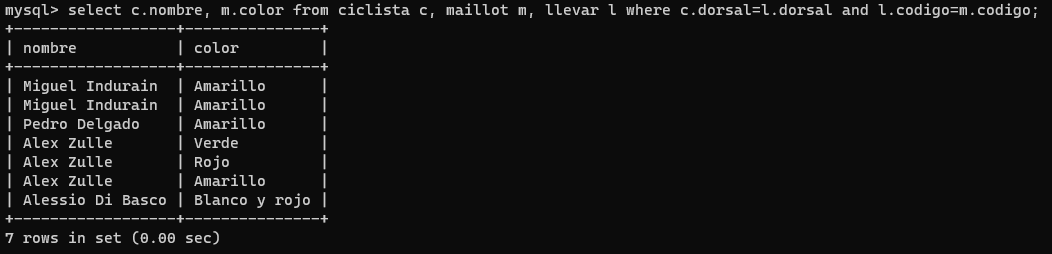 mysql> select c.nombre, m.color from ciclista c, maillot m, llevar l where c.dorsal=l.dorsal and l.codigo=m.codigo;
+------------------+---------------+
| nombre           | color         |
+------------------+---------------+
| Miguel Indurain  | Amarillo      |
| Miguel Indurain  | Amarillo      |
| Pedro Delgado    | Amarillo      |
| Alex Zulle       | Verde         |
| Alex Zulle       | Rojo          |
| Alex Zulle       | Amarillo      |
| Alessio Di Basco | Blanco y rojo |
+------------------+---------------+
7 rows in set (0.00 sec)